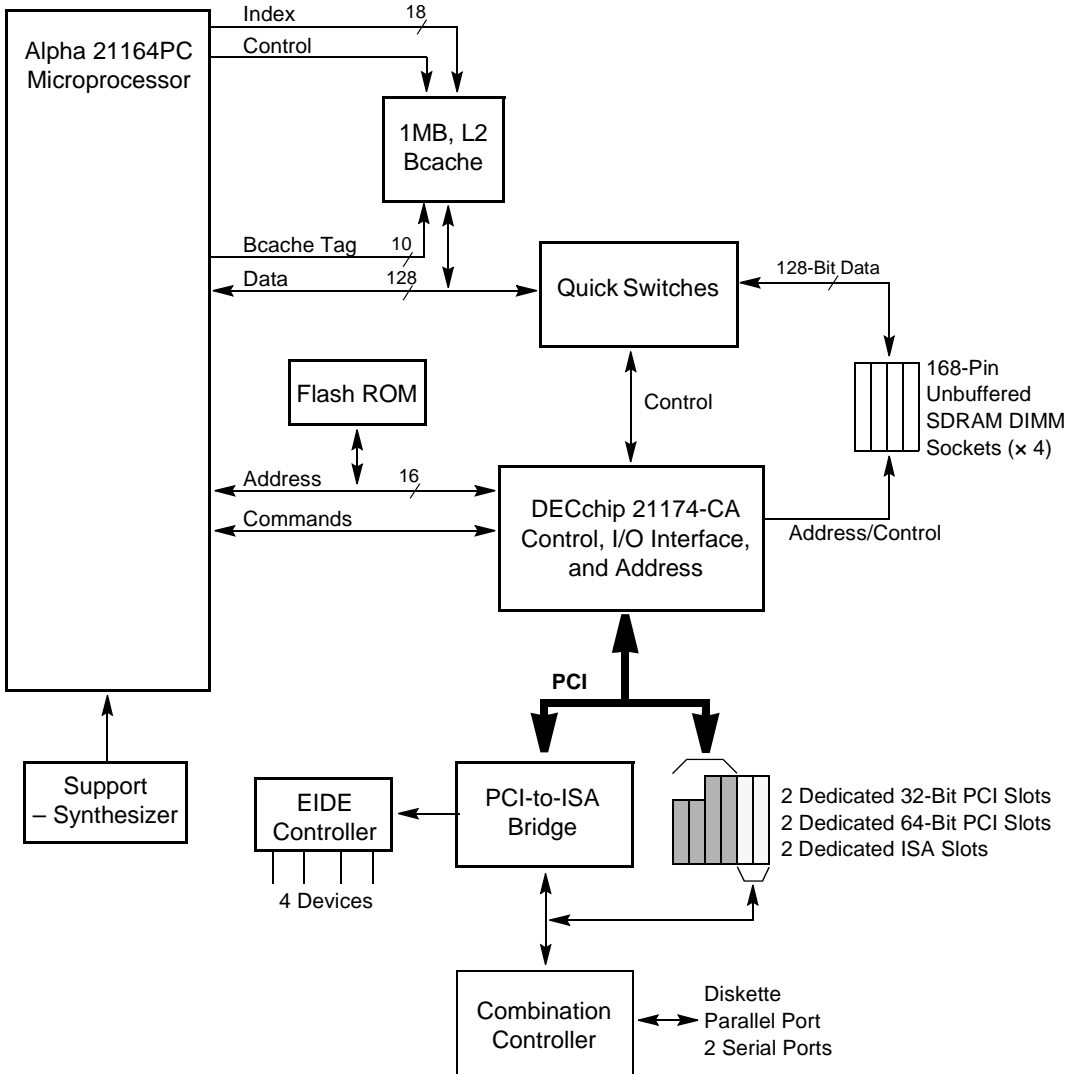 Index
18
Control
Alpha 21164PC
Microprocessor
1MB, L2
Bcache
Bcache Tag
10
Data
128
Quick Switches
128-Bit Data
Flash ROM
Control
168-Pin
Unbuffered
SDRAM DIMM
Sockets (× 4)
Address
16
Commands
DECchip 21174-CA
Control, I/O Interface,
and Address
Address/Control
PCI
Support
– Synthesizer
EIDE
Controller
4 Devices
PCI-to-ISA
Bridge
2 Dedicated 32-Bit PCI Slots
2 Dedicated 64-Bit PCI Slots
2 Dedicated ISA Slots
Combination
Controller
Diskette
Parallel Port
2 Serial Ports